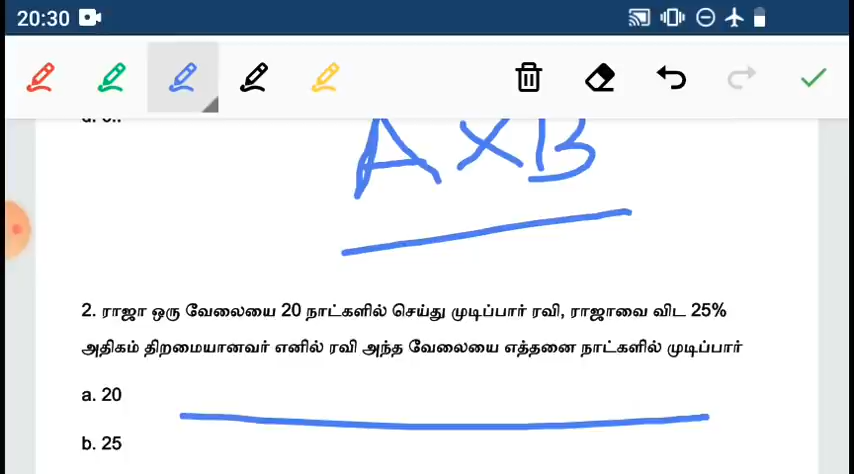 20:30
A × B
2. ராஜா ஒரு வேலையை 20 நாட்களில் செய்து முடிப்பார் ரவி, ராஜாவை விட 25%
அதிகம் திறமையானவர் எனில் ரவி அந்த வேலையை எத்தனை நாட்களில் முடிப்பார்
a. 20
b. 25